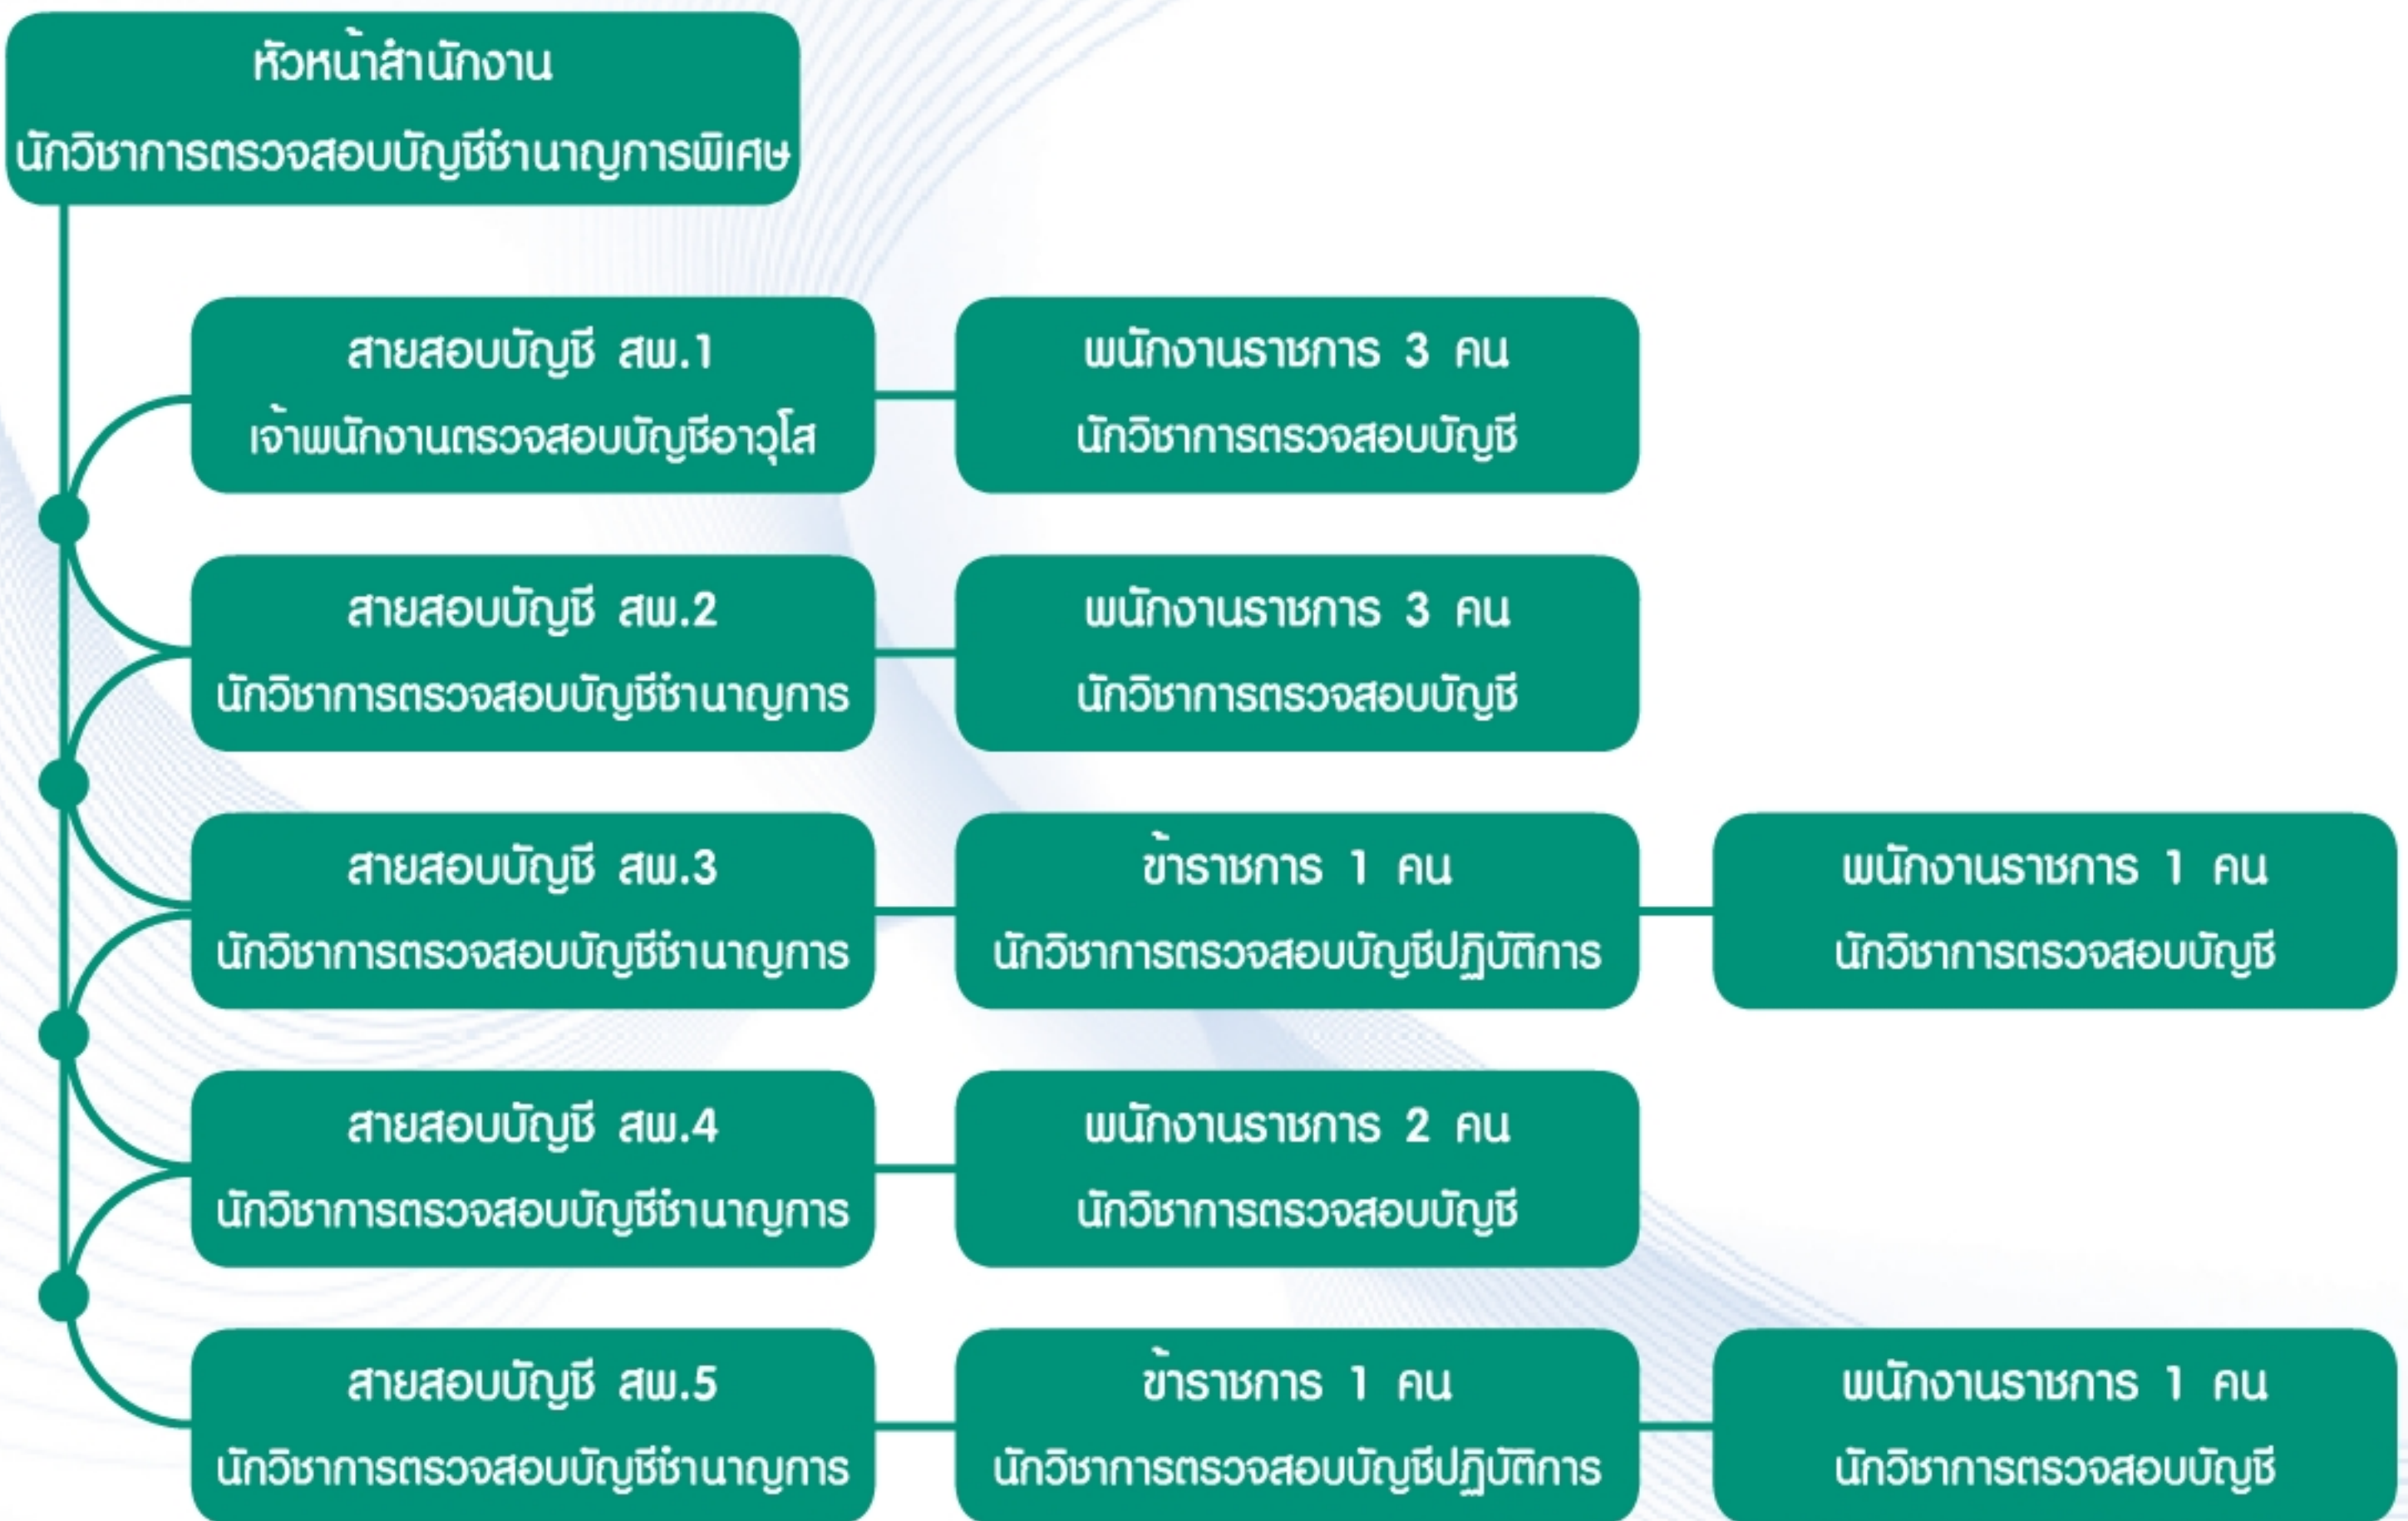 หัวหน้าสำนักงาน
นักวิชาการตรวจสอบบัญชีชำนาญการพิเศษ
สายสอบบัญชี สพ.1
เจ้าพนักงานตรวจสอบบัญชีอาวุโส
พนักงานราชการ 3 คน
นักวิชาการตรวจสอบบัญชี
สายสอบบัญชี สพ.2
นักวิชาการตรวจสอบบัญชีชำนาญการ
พนักงานราชการ 3 คน
นักวิชาการตรวจสอบบัญชี
สายสอบบัญชี สพ.3
นักวิชาการตรวจสอบบัญชีชำนาญการ
ข้าราชการ 1 คน
นักวิชาการตรวจสอบบัญชีปฏิบัติการ
พนักงานราชการ 1 คน
นักวิชาการตรวจสอบบัญชี
สายสอบบัญชี สพ.4
นักวิชาการตรวจสอบบัญชีชำนาญการ
พนักงานราชการ 2 คน
นักวิชาการตรวจสอบบัญชี
สายสอบบัญชี สพ.5
นักวิชาการตรวจสอบบัญชีชำนาญการ
ข้าราชการ 1 คน
นักวิชาการตรวจสอบบัญชีปฏิบัติการ
พนักงานราชการ 1 คน
นักวิชาการตรวจสอบบัญชี